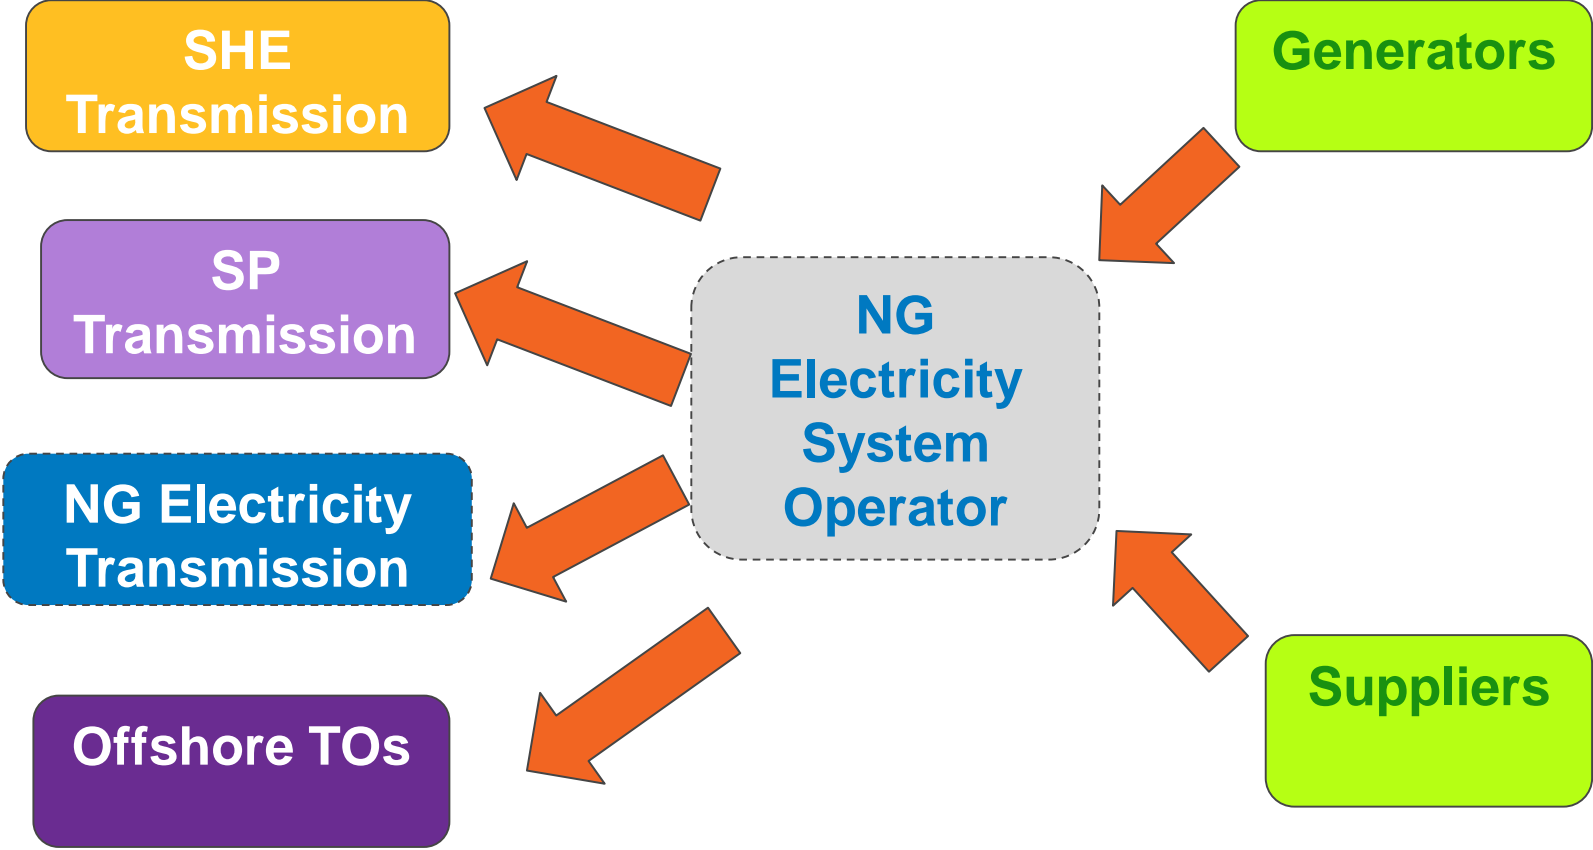 SHE
Transmission
SP
Transmission
NG Electricity
Transmission
Offshore TOs
NG
Electricity
System
Operator
Generators
Suppliers